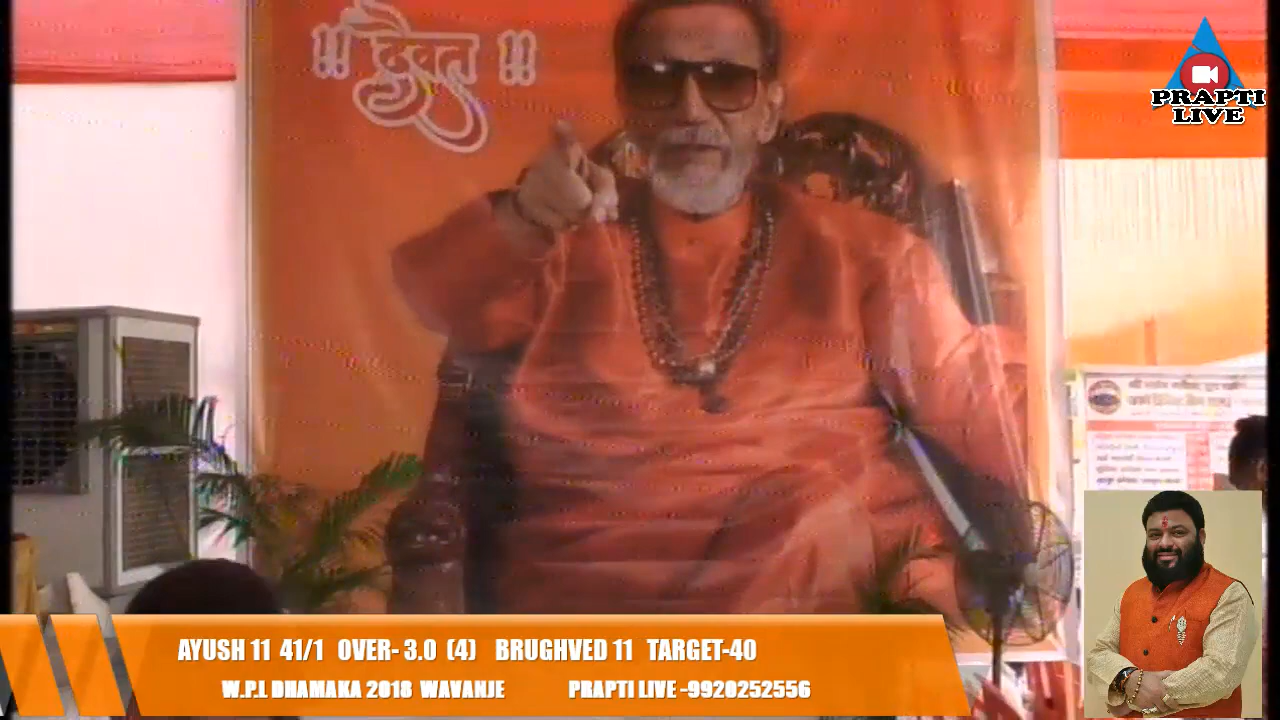 !! दैवत !!
PRAPTI
LIVE
AYUSH 11 41/1 OVER- 3.0 (4) BRUGHVED 11 TARGET-40
W.P.L DHAMAKA 2018 WAVANJE PRAPTI LIVE -9920252556